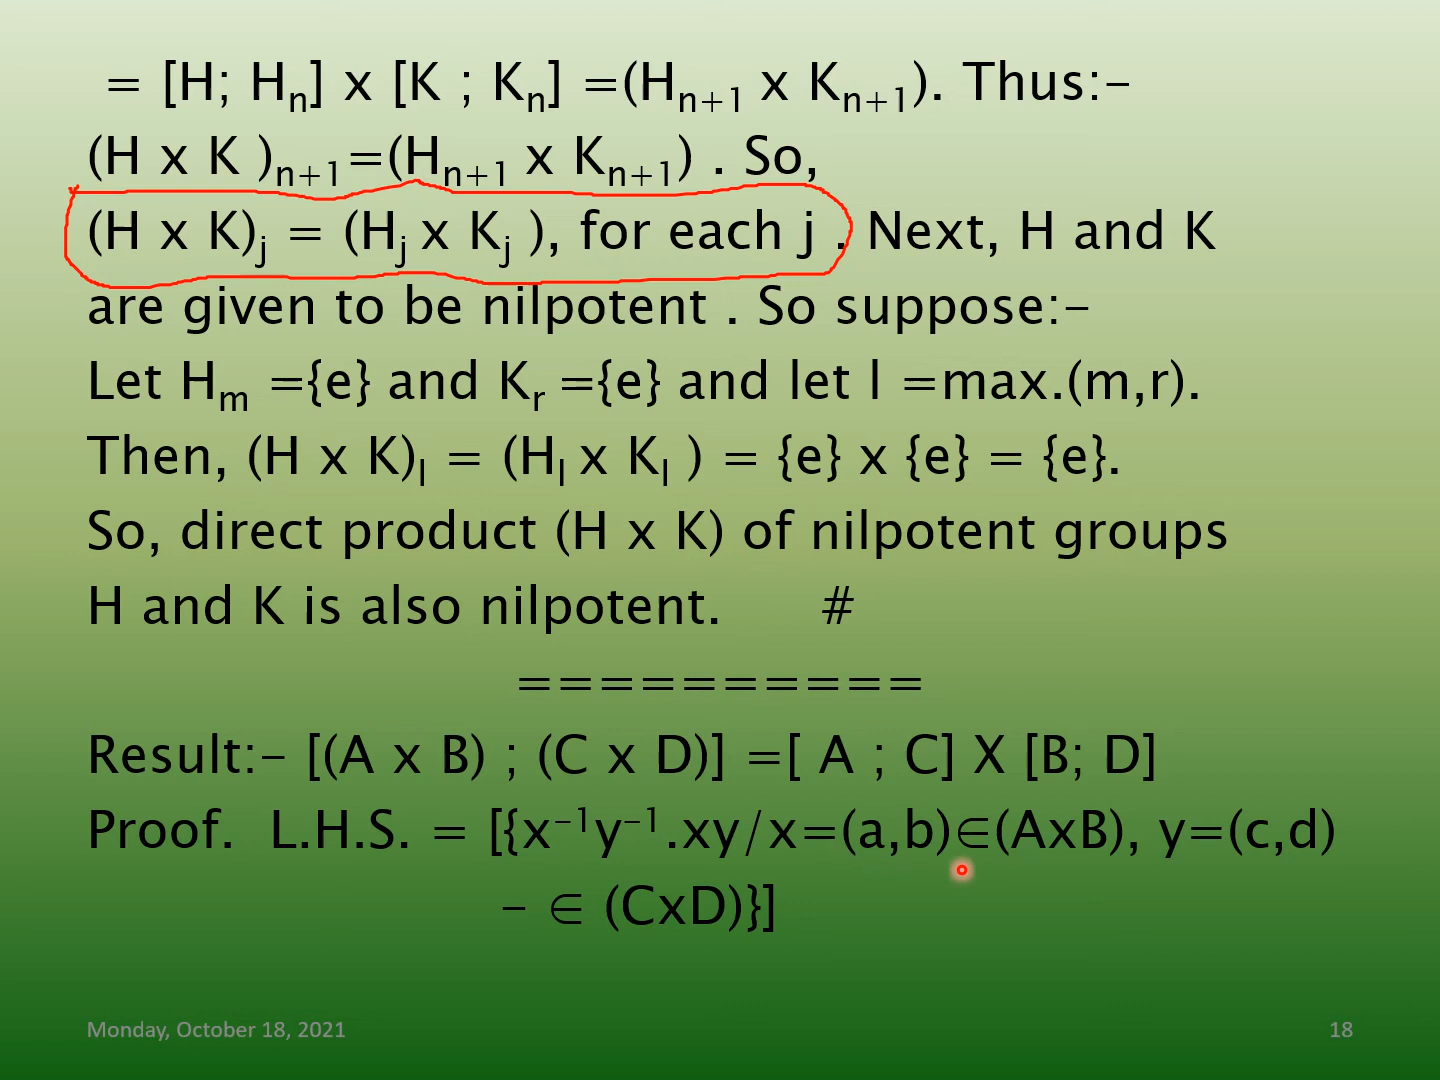 = [H; Hₙ] x [K ; Kₙ] =(Hₙ₊₁ x Kₙ₊₁). Thus:-
(H x K )ₙ₊₁=(Hₙ₊₁ x Kₙ₊₁) . So,
(H x K)ⱼ = (Hⱼ x Kⱼ ), for each j . Next, H and K
are given to be nilpotent . So suppose:-
Let Hₘ ={e} and Kᵣ ={e} and let l =max.(m,r).
Then, (H x K)ₗ = (Hₗ x Kₗ ) = {e} x {e} = {e}.
So, direct product (H x K) of nilpotent groups
H and K is also nilpotent. #
==========
Result:- [(A x B) ; (C x D)] =[ A ; C] X [B; D]
Proof. L.H.S. = [{x⁻¹y⁻¹.xy/x=(a,b)∈(AxB), y=(c,d)
- ∈ (CxD)}]
Monday, October 18, 2021
18